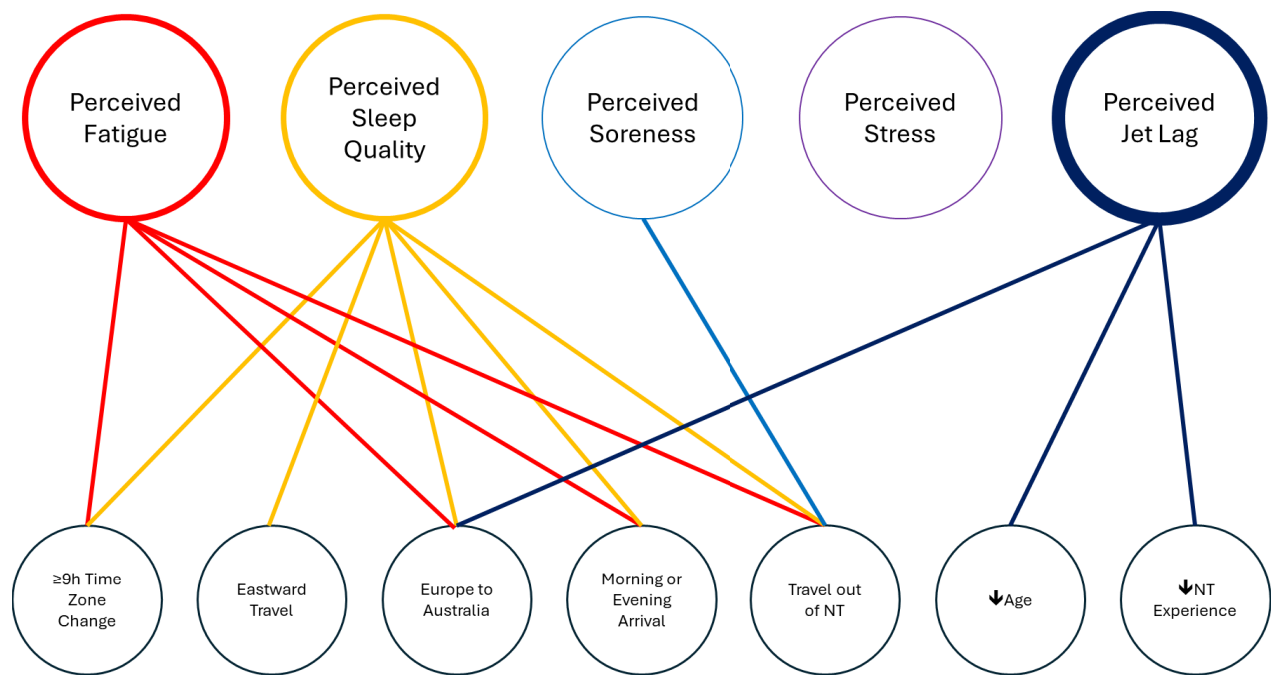 Perceived
Fatigue
Perceived
Sleep
Quality
Perceived
Soreness
Perceived
Stress
Perceived
Jet Lag
≥9h Time
Zone
Change
Eastward
Travel
Europe to
Australia
Morning or
Evening
Arrival
Travel out
of NT
🡻Age
🡻NT
Experience